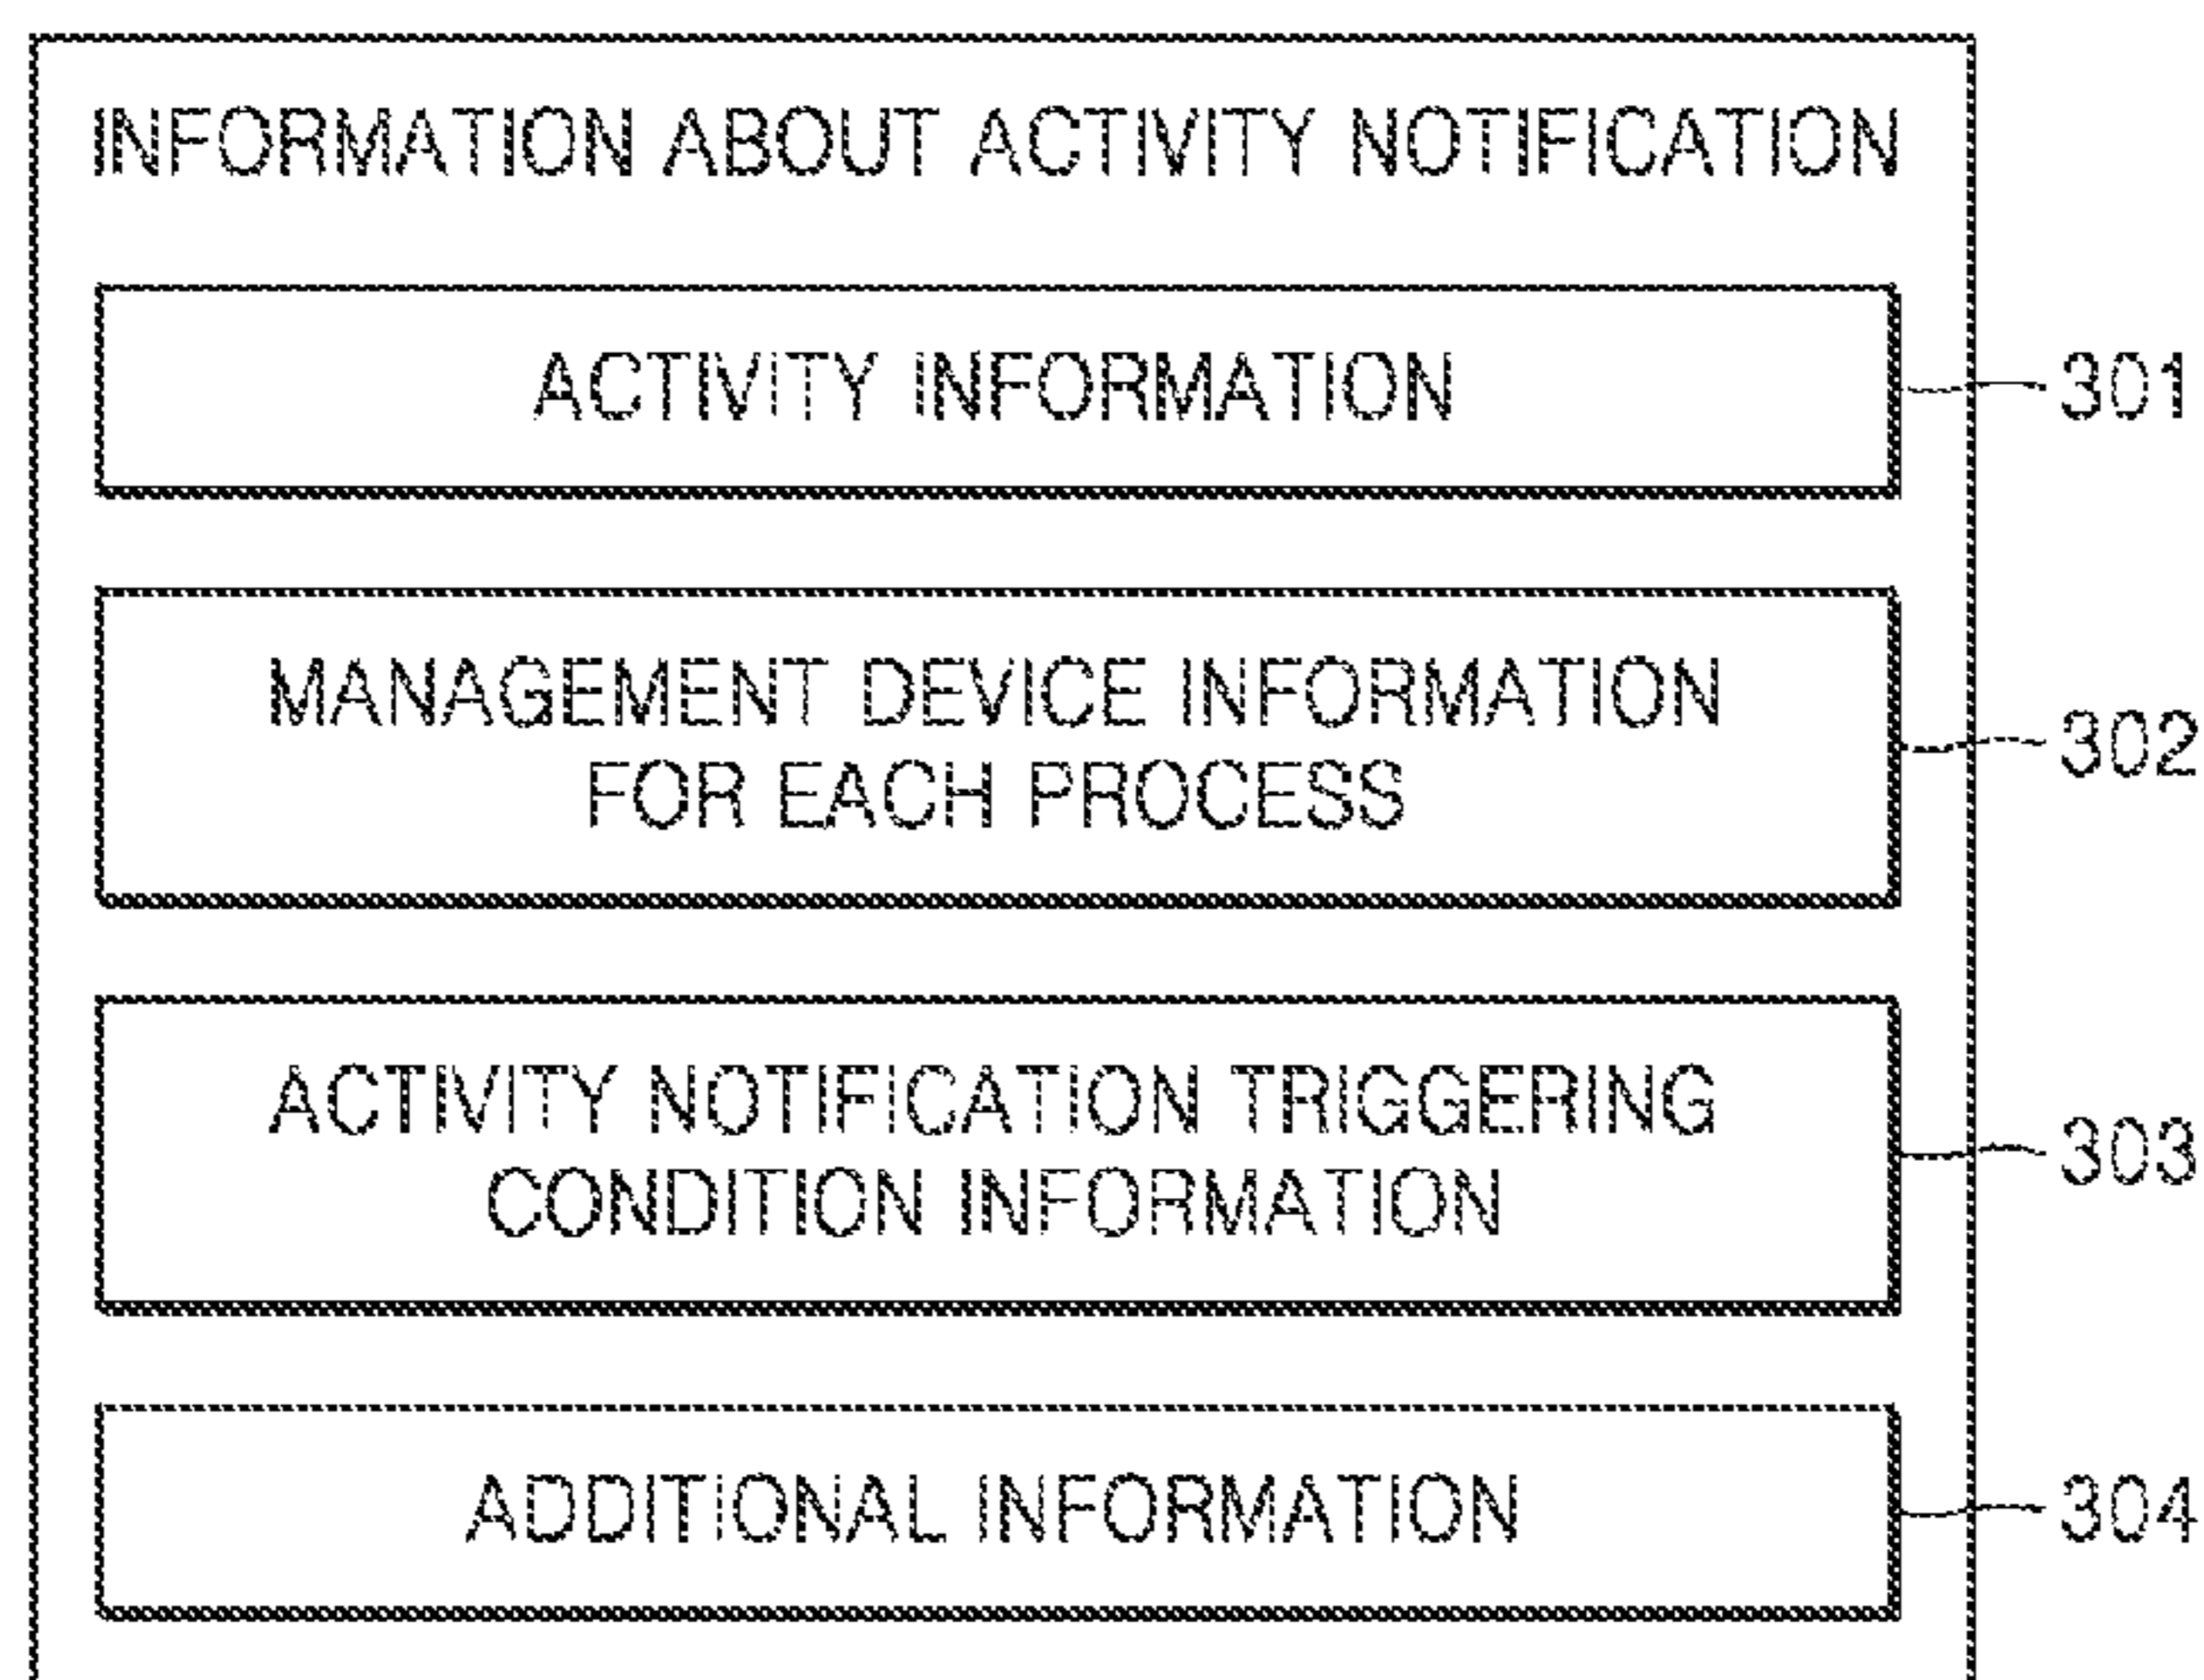 INFORMATION ABOUT ACTIVITY NOTIFICATION
ACTIVITY INFORMATION
301
MANAGEMENT DEVICE INFORMATION
FOR EACH PROCESS
302
ACTIVITY NOTIFICATION TRIGGERING
CONDITION INFORMATION
303
ADDITIONAL INFORMATION
304